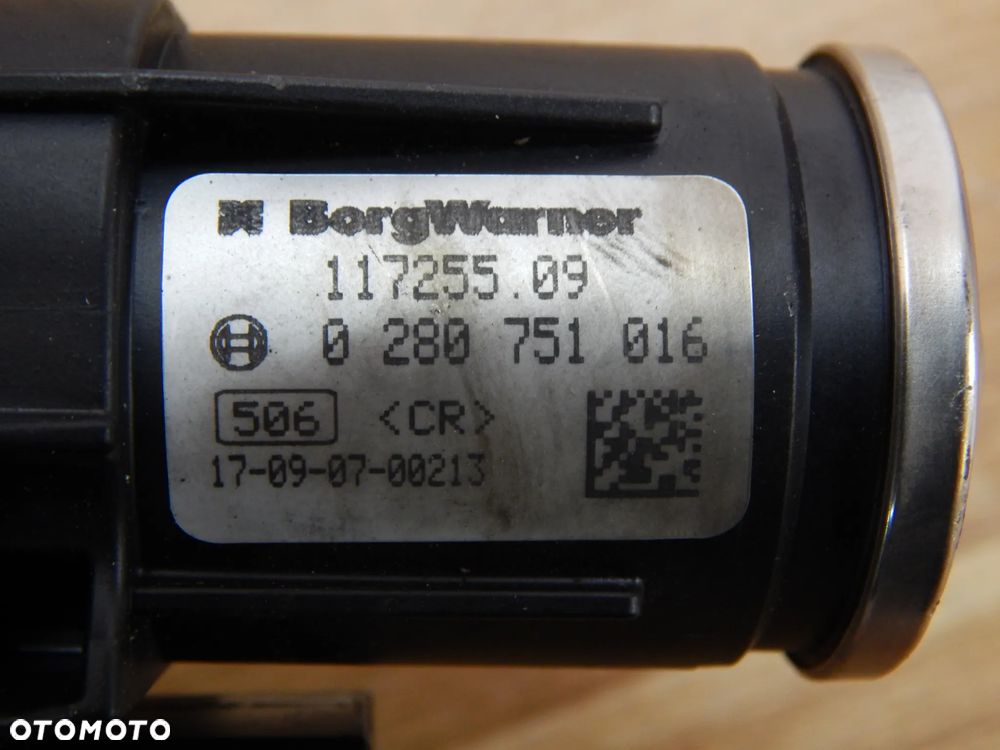 BorgWarner
117255.09
0 280 751 016
506 <CR>
17-09-07-00213
OTOMOTO